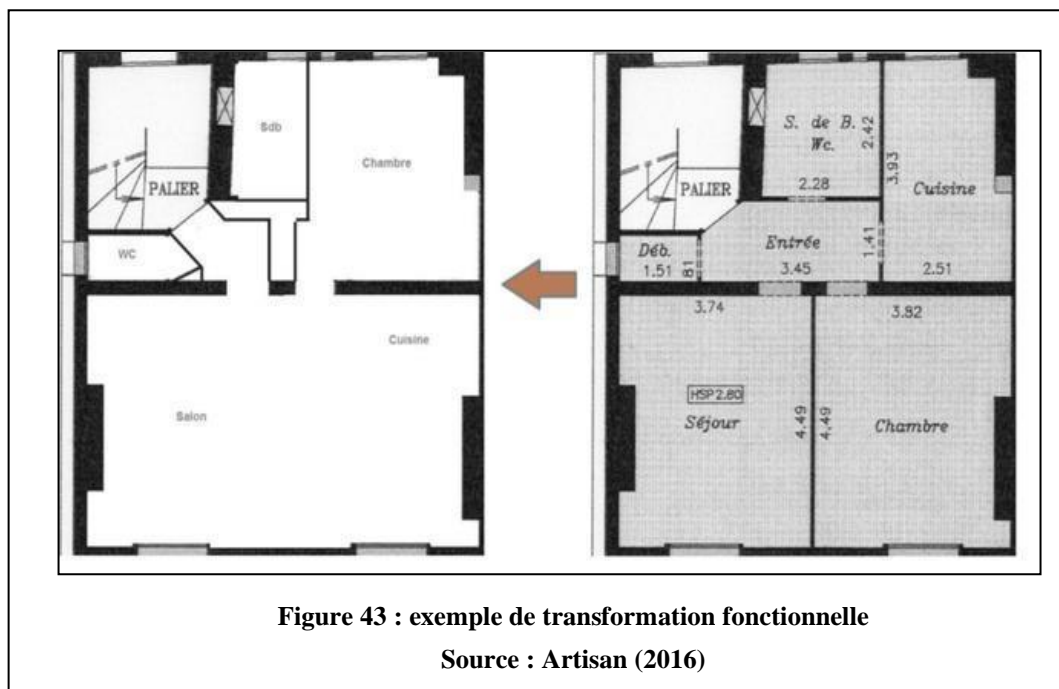 Sdb
Chambre
PALIER
WC
Cuisine
Salon
S. de B.
Wc.
2.42
2.28
3.93
Cuisine
PALIER
Déb.
1.51
81
Entrée
3.45
1.41
2.51
3.74
3.82
HSP 2.80
Séjour
4.49
4.49
Chambre
Figure 43 : exemple de transformation fonctionnelle
Source : Artisan (2016)